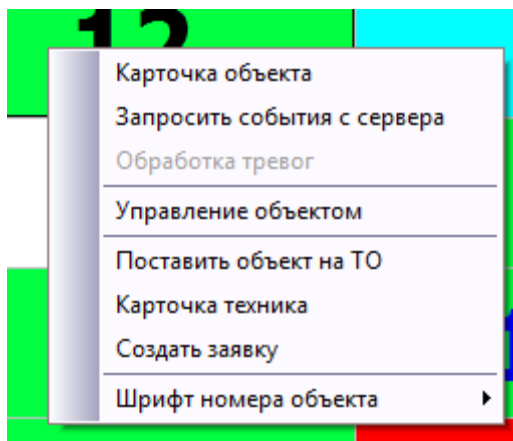 12
Карточка объекта
Запросить события с сервера
Обработка тревог
Управление объектом
Поставить объект на ТО
Карточка техника
Создать заявку
Шрифт номера объекта